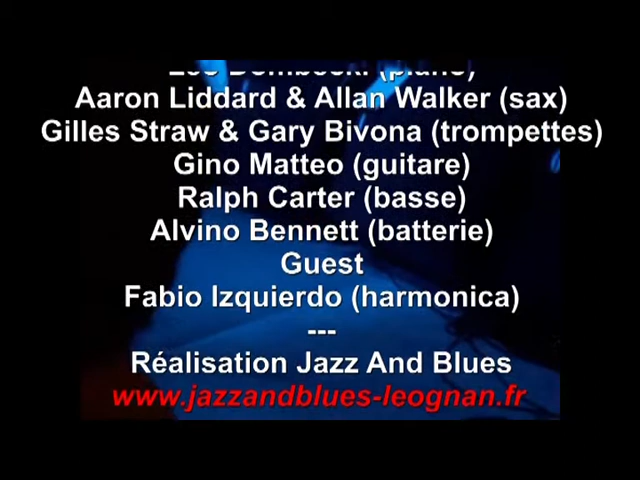 Aaron Liddard & Allan Walker (sax)
Gilles Straw & Gary Bivona (trompettes)
Gino Matteo (guitare)
Ralph Carter (basse)
Alvino Bennett (batterie)
Guest
Fabio Izquierdo (harmonica)
---
Réalisation Jazz And Blues
www.jazzandblues-leognan.fr